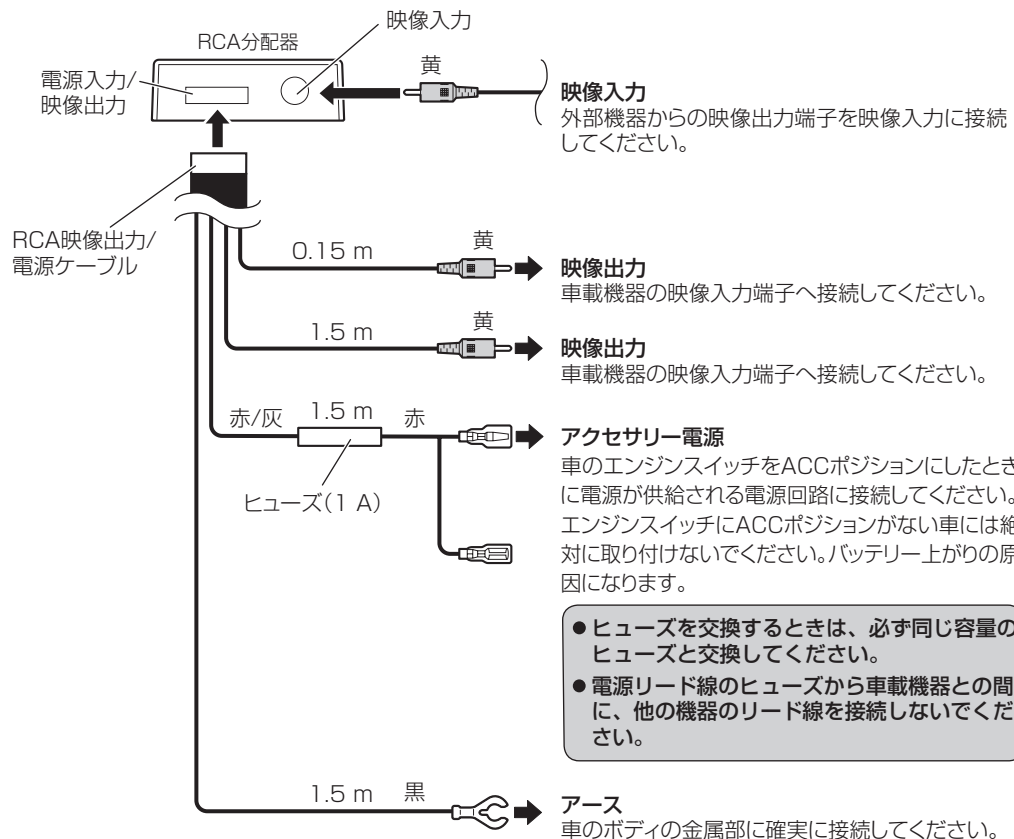 映像入力
RCA分配器
電源入力/
映像出力
黄
映像入力
外部機器からの映像出力端子を映像入力に接続
してください。
RCA映像出力/
電源ケーブル
0.15 m
黄
映像出力
車載機器の映像入力端子へ接続してください。
1.5 m
黄
映像出力
車載機器の映像入力端子へ接続してください。
赤/灰
1.5 m
赤
ヒューズ(1 A)
アクセサリー電源
車のエンジンスイッチをACCポジションにしたとき
に電源が供給される電源回路に接続してください。
エンジンスイッチにACCポジションがない車には絶
対に取り付けないでください。バッテリー上がりの原
因になります。
● ヒューズを交換するときは、必ず同じ容量の
ヒューズと交換してください。
● 電源リード線のヒューズから車載機器との間
に、他の機器のリード線を接続しないでくだ
さい。
1.5 m
黒
アース
車のボディの金属部に確実に接続してください。